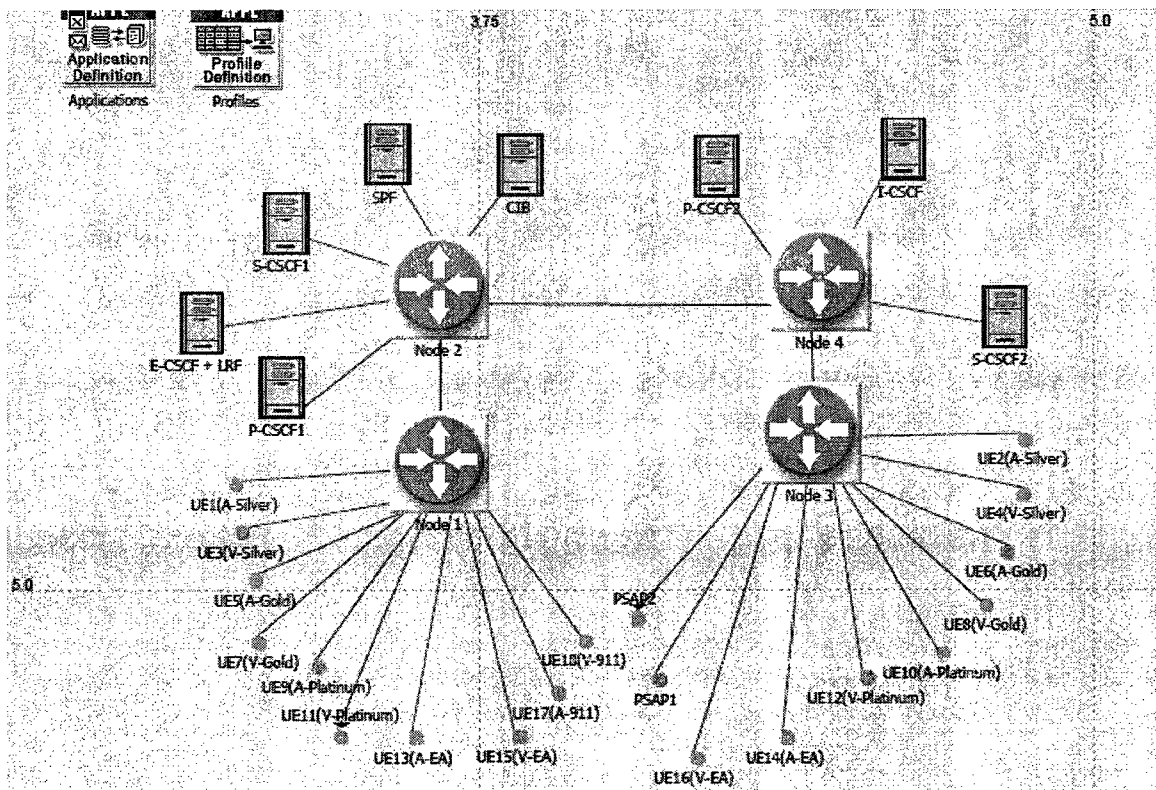 3.75
5.0
APPL
APPL
Application
Definition
Profile
Definition
Applications
Profiles
SPF
CIB
P-CSCF2
I-CSCF
S-CSCF1
E-CSCF + LRF
Node 2
Node 4
S-CSCF2
P-CSCF1
UE2(A-Silver)
UE1(A-Silver)
Node 1
Node 3
UE4(V-Silver)
UE3(V-Silver)
UE6(A-Gold)
5.0
UE5(A-Gold)
PSAP2
UE8(V-Gold)
UE7(V-Gold)
UE18(V-911)
UE10(A-Platinum)
UE9(A-Platinum)
PSAP1
UE12(V-Platinum)
UE11(V-Platinum)
UE17(A-911)
UE13(A-EA)
UE15(V-EA)
UE14(A-EA)
UE16(V-EA)